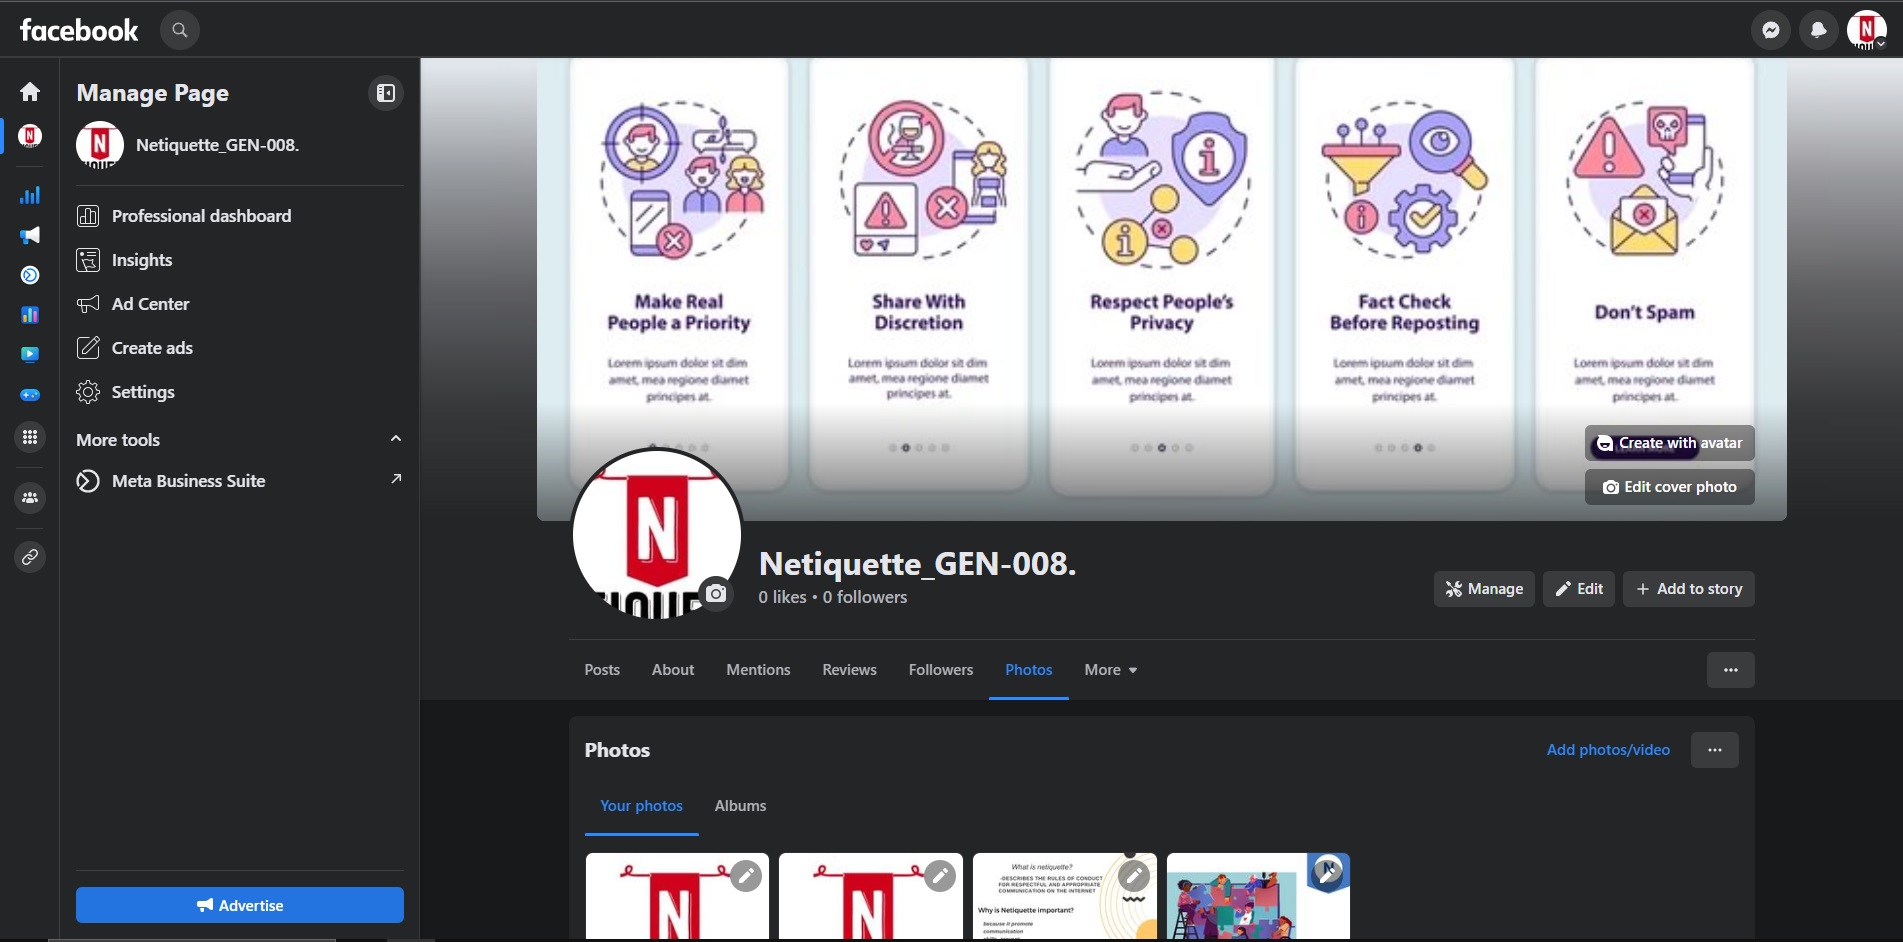 facebook
Manage Page
Netiquette_GEN-008.
Professional dashboard
Insights
Ad Center
Create ads
Settings
More tools
Meta Business Suite
Advertise
Make Real
People a Priority
Lorem ipsum dolor sit dim
amet, mea regione diamet
principes at.
Share With
Discretion
Lorem ipsum dolor sit dim
amet, mea regione diamet
principes at.
Respect People's
Privacy
Lorem ipsum dolor sit dim
amet, mea regione diamet
principes at.
Fact Check
Before Reposting
Lorem ipsum dolor sit dim
amet, mea regione diamet
principes at.
Don't Spam
Lorem ipsum dolor sit dim
amet, mea regione diamet
principes at.
Create with avatar
Edit cover photo
N
Netiquette_GEN-008.
0 likes • 0 followers
Manage
Edit
+ Add to story
Posts
About
Mentions
Reviews
Followers
Photos
More
Photos
Add photos/video
Your photos
Albums
N
N
What is netiquette?
-DESCRIBES THE RULES OF CONDUCT
FOR RESPECTFUL AND APPROPRIATE
COMMUNICATION ON THE INTERNET
Why is Netiquette important?
because it promote
communication